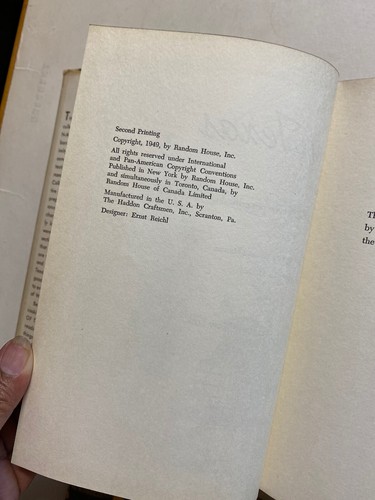 Second Printing
Copyright, 1949, by Random House, Inc.
All rights reserved under International
and Pan-American Copyright Conventions
Published in New York by Random House, Inc.
and simultaneously in Toronto, Canada, by
Random House of Canada Limited
Manufactured in the U. S. A. by
The Haddon Craftsmen, Inc., Scranton, Pa.
Designer: Ernst Reichl
by
the